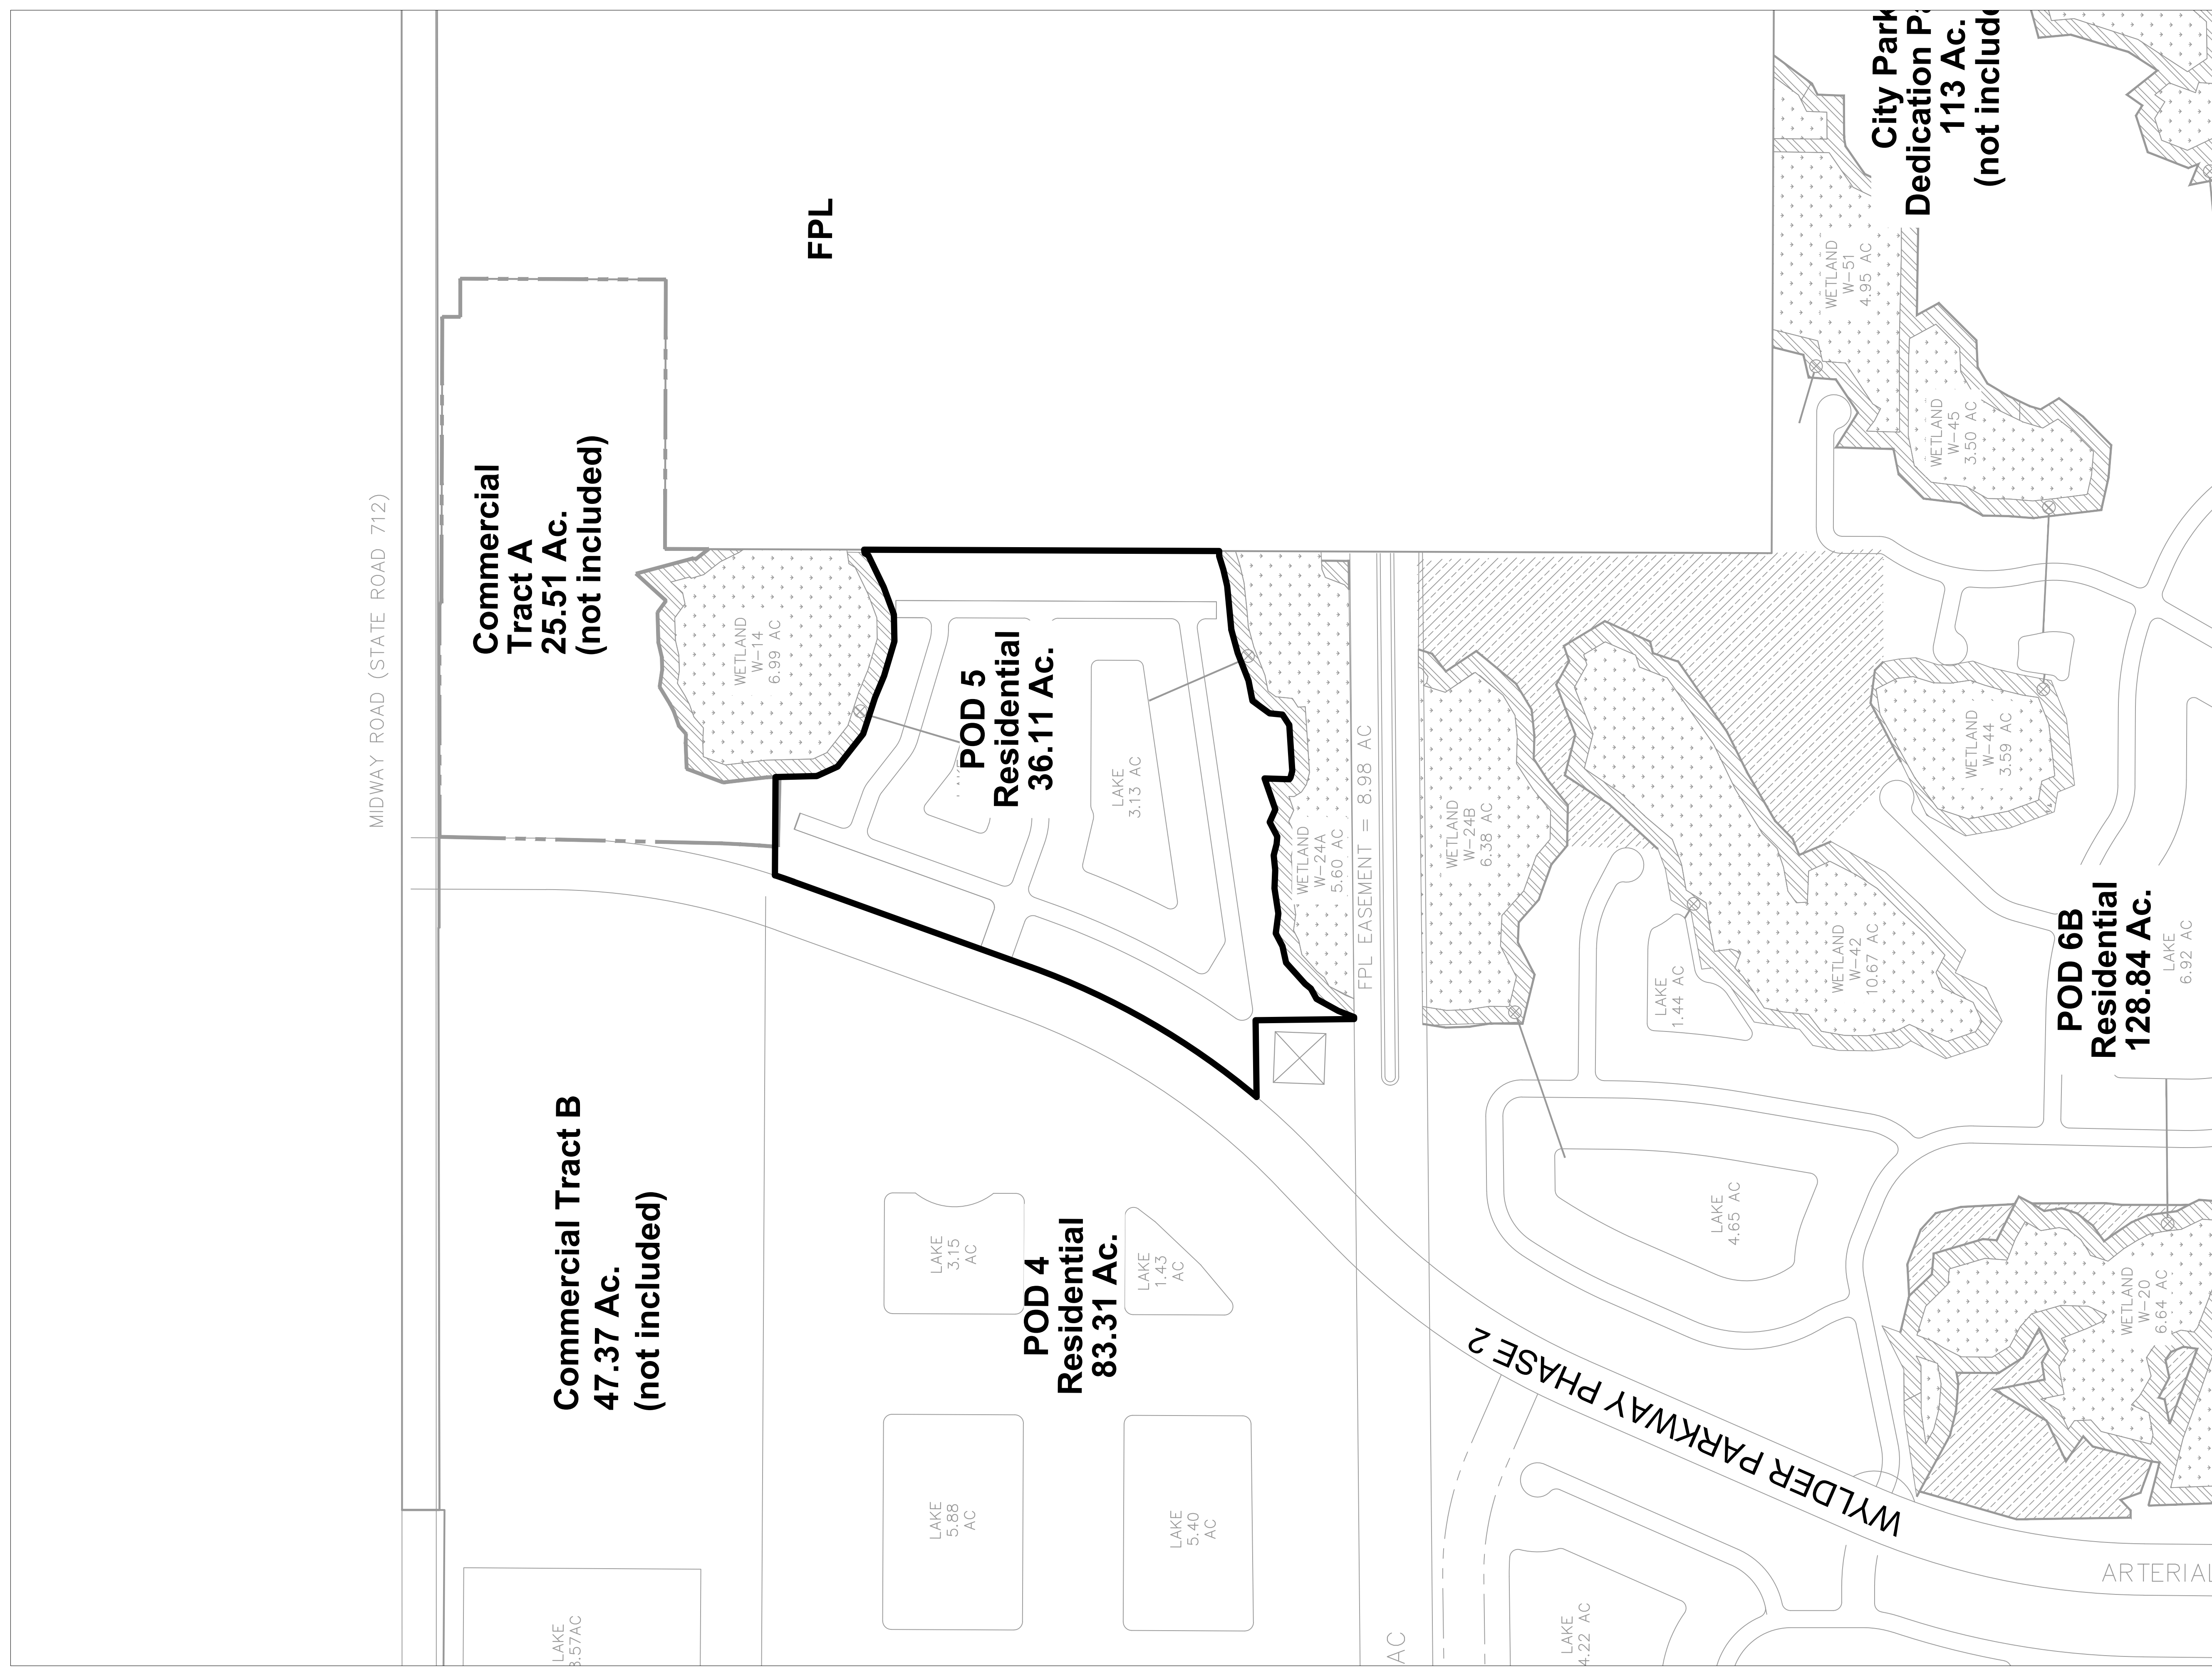 MIDWAY ROAD (STATE ROAD 712)
Commercial
Tract A
25.51 Ac.
(not included)
FPL
Commercial Tract B
47.37 Ac.
(not included)
WETLAND
W-14
6.99 AC
POD 5
Residential
36.11 Ac.
LAKE
3.13 AC
WETLAND
W-24A
5.60 AC
FPL EASEMENT = 8.98 AC
WETLAND
W-24B
6.38 AC
POD 4
Residential
83.31 Ac.
LAKE
3.15
AC
LAKE
1.43
AC
LAKE
5.88
AC
LAKE
5.40
AC
LAKE
3.57AC
AC
LAKE
4.22 AC
WYLDER PARKWAY PHASE 2
LAKE
4.65 AC
LAKE
1.44 AC
WETLAND
W-42
10.67 AC
WETLAND
W-44
3.59 AC
WETLAND
W-45
3.50 AC
WETLAND
W-51
4.95 AC
City Park
Dedication
113 Ac.
(not include
POD 6B
Residential
128.84 Ac.
LAKE
6.92 AC
WETLAND
W-20
6.64 AC
ARTERIAL